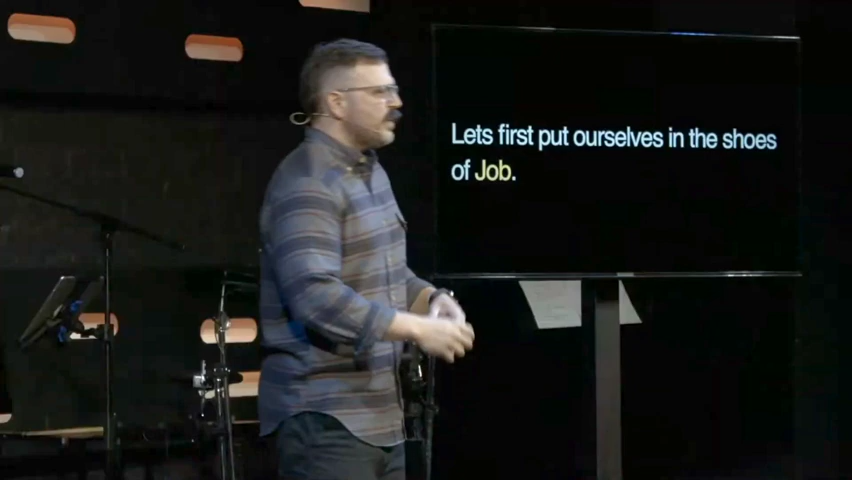 Lets first put ourselves in the shoes
of Job.